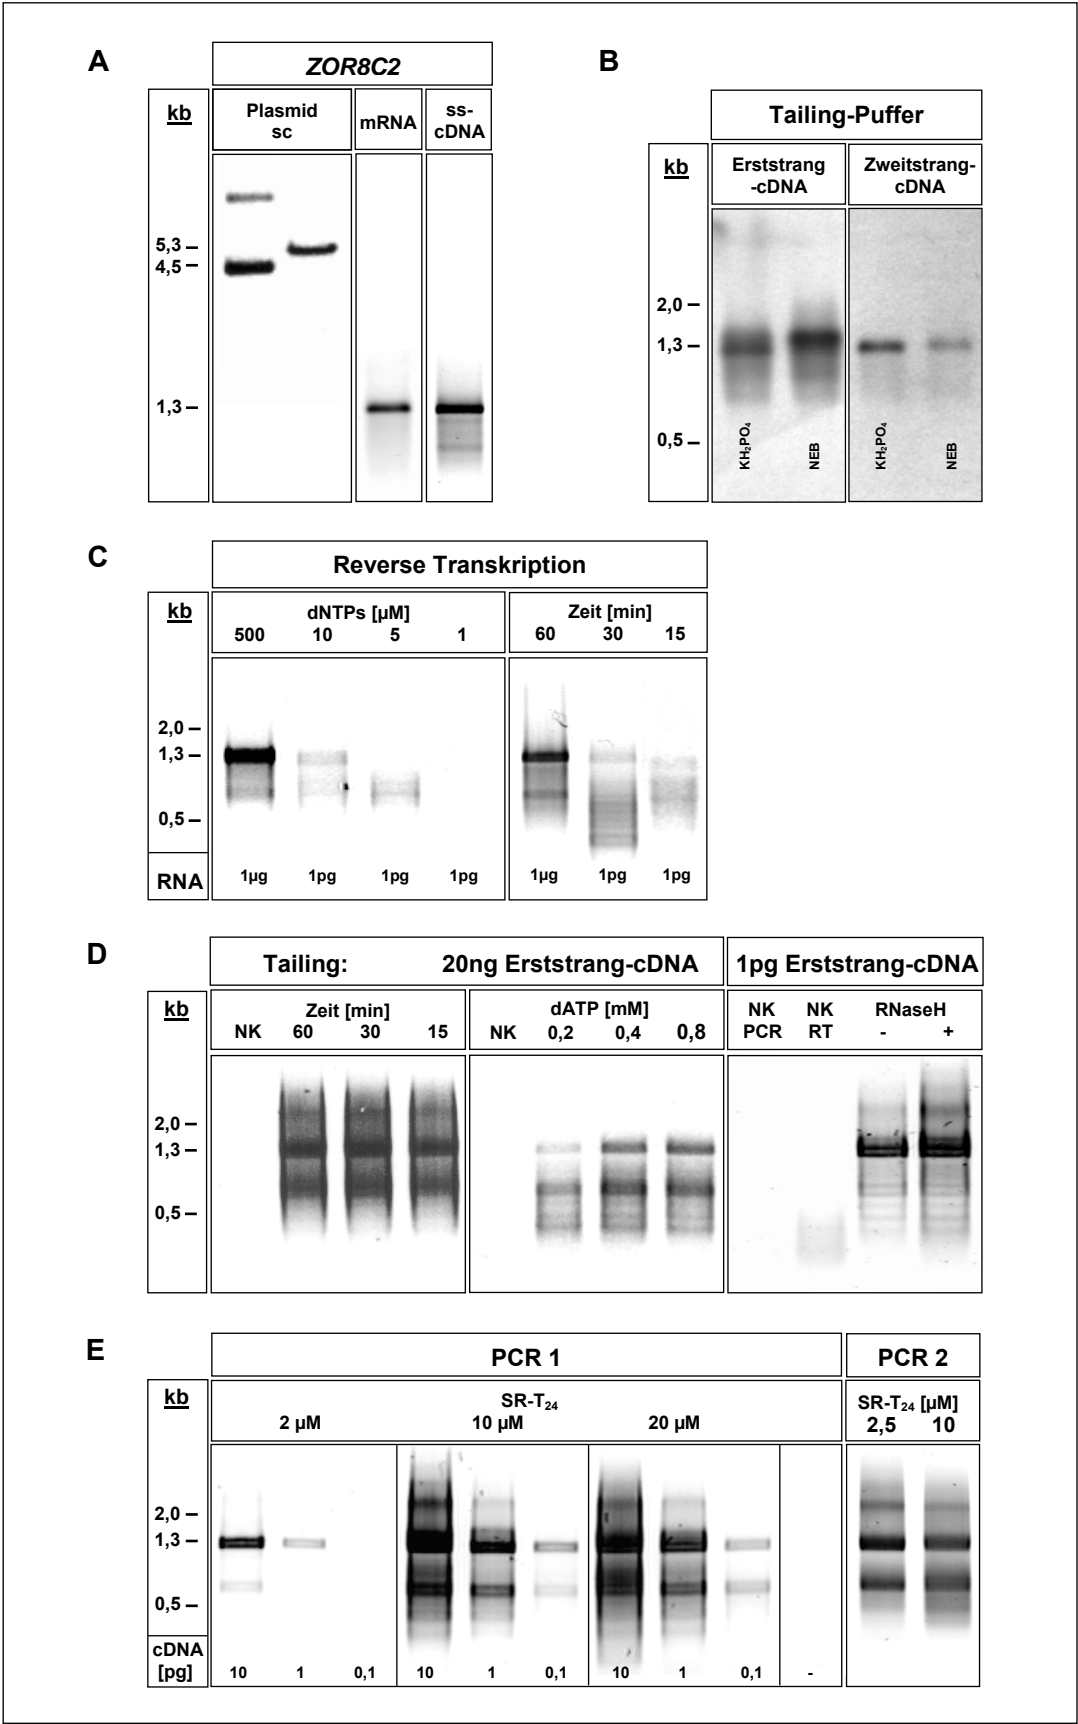 A
ZOR8C2
kb
Plasmid
sc
mRNA
ss-
cDNA
5,3
4,5
1,3
B
Tailing-Puffer
kb
Erststrang
-cDNA
Zweitstrang-
cDNA
2,0
1,3
0,5
KH₂PO₄
NEB
KH₂PO₄
NEB
C
Reverse Transkription
kb
dNTPs [µM]
500 10 5 1
Zeit [min]
60 30 15
2,0
1,3
0,5
RNA
1µg 1pg 1pg 1pg 1µg 1pg 1pg
D
Tailing: 20ng Erststrang-cDNA
1pg Erststrang-cDNA
kb
Zeit [min]
NK 60 30 15
dATP [mM]
NK 0,2 0,4 0,8
NK
PCR
NK
RT
RNaseH
- +
2,0
1,3
0,5
E
PCR 1
PCR 2
kb
SR-T₂₄
2 µM 10 µM 20 µM
SR-T₂₄ [µM]
2,5 10
2,0
1,3
0,5
cDNA
[pg]
10 1 0,1 10 1 0,1 10 1 0,1 -